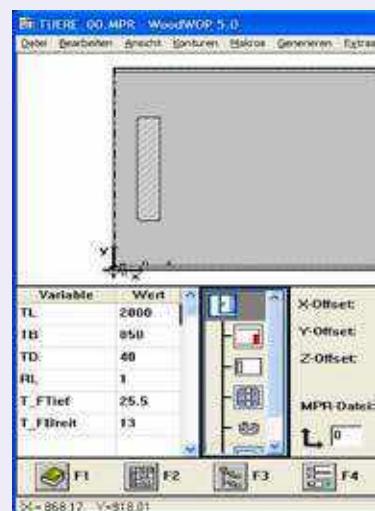 TUERE_00.MPR - WoodWOP 5.0
Datei Bearbeiten Ansicht Konturen Makros Generieren Extras
Y
X
Variable Wert
TL 2000
TB 850
TD 40
RL 1
T_FTief 25.5
T_FBreit 13
X-Offset:
Y-Offset:
Z-Offset:
MPR-Datei:
0
F1 F2 F3 F4
X=868.17 Y=918.01